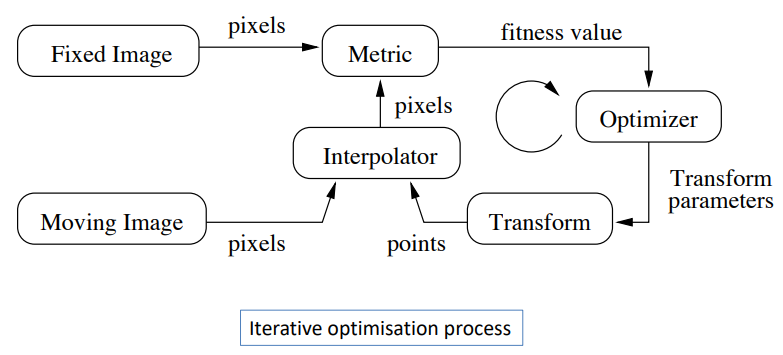 pixels
fitness value
Fixed Image
Metric
pixels
Optimizer
Interpolator
Transform
parameters
Moving Image
Transform
pixels
points
Iterative optimisation process